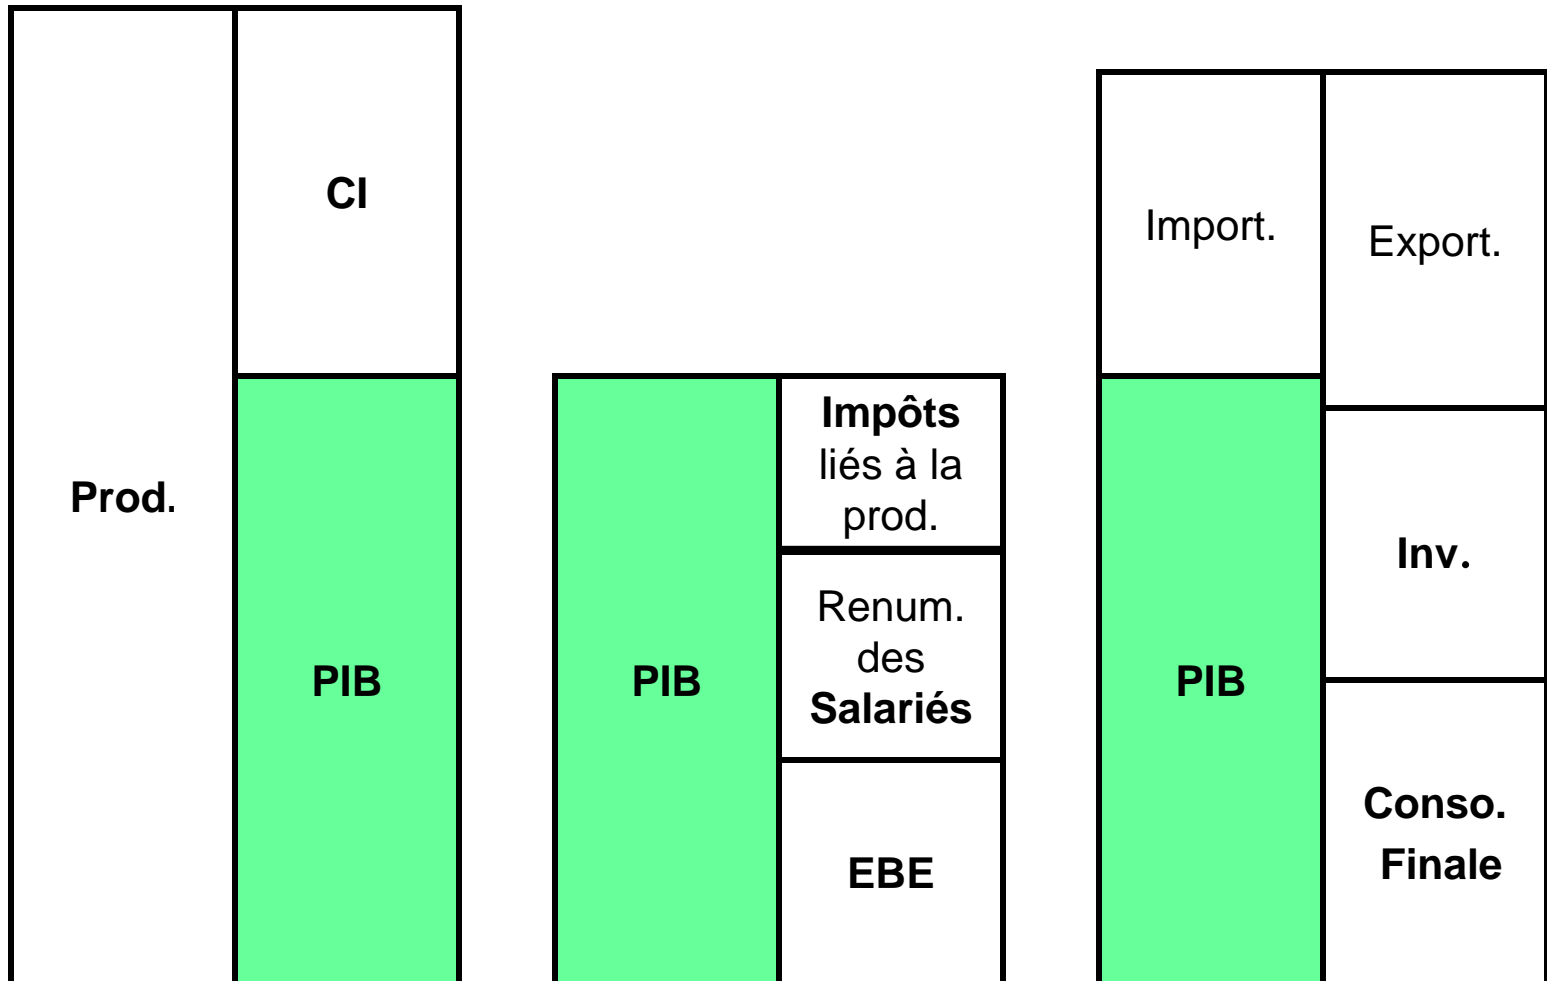 Prod.
CI
PIB
PIB
Impôts
liés à la
prod.
Renum.
des
Salariés
EBE
Import.
PIB
Export.
Inv.
Conso.
Finale